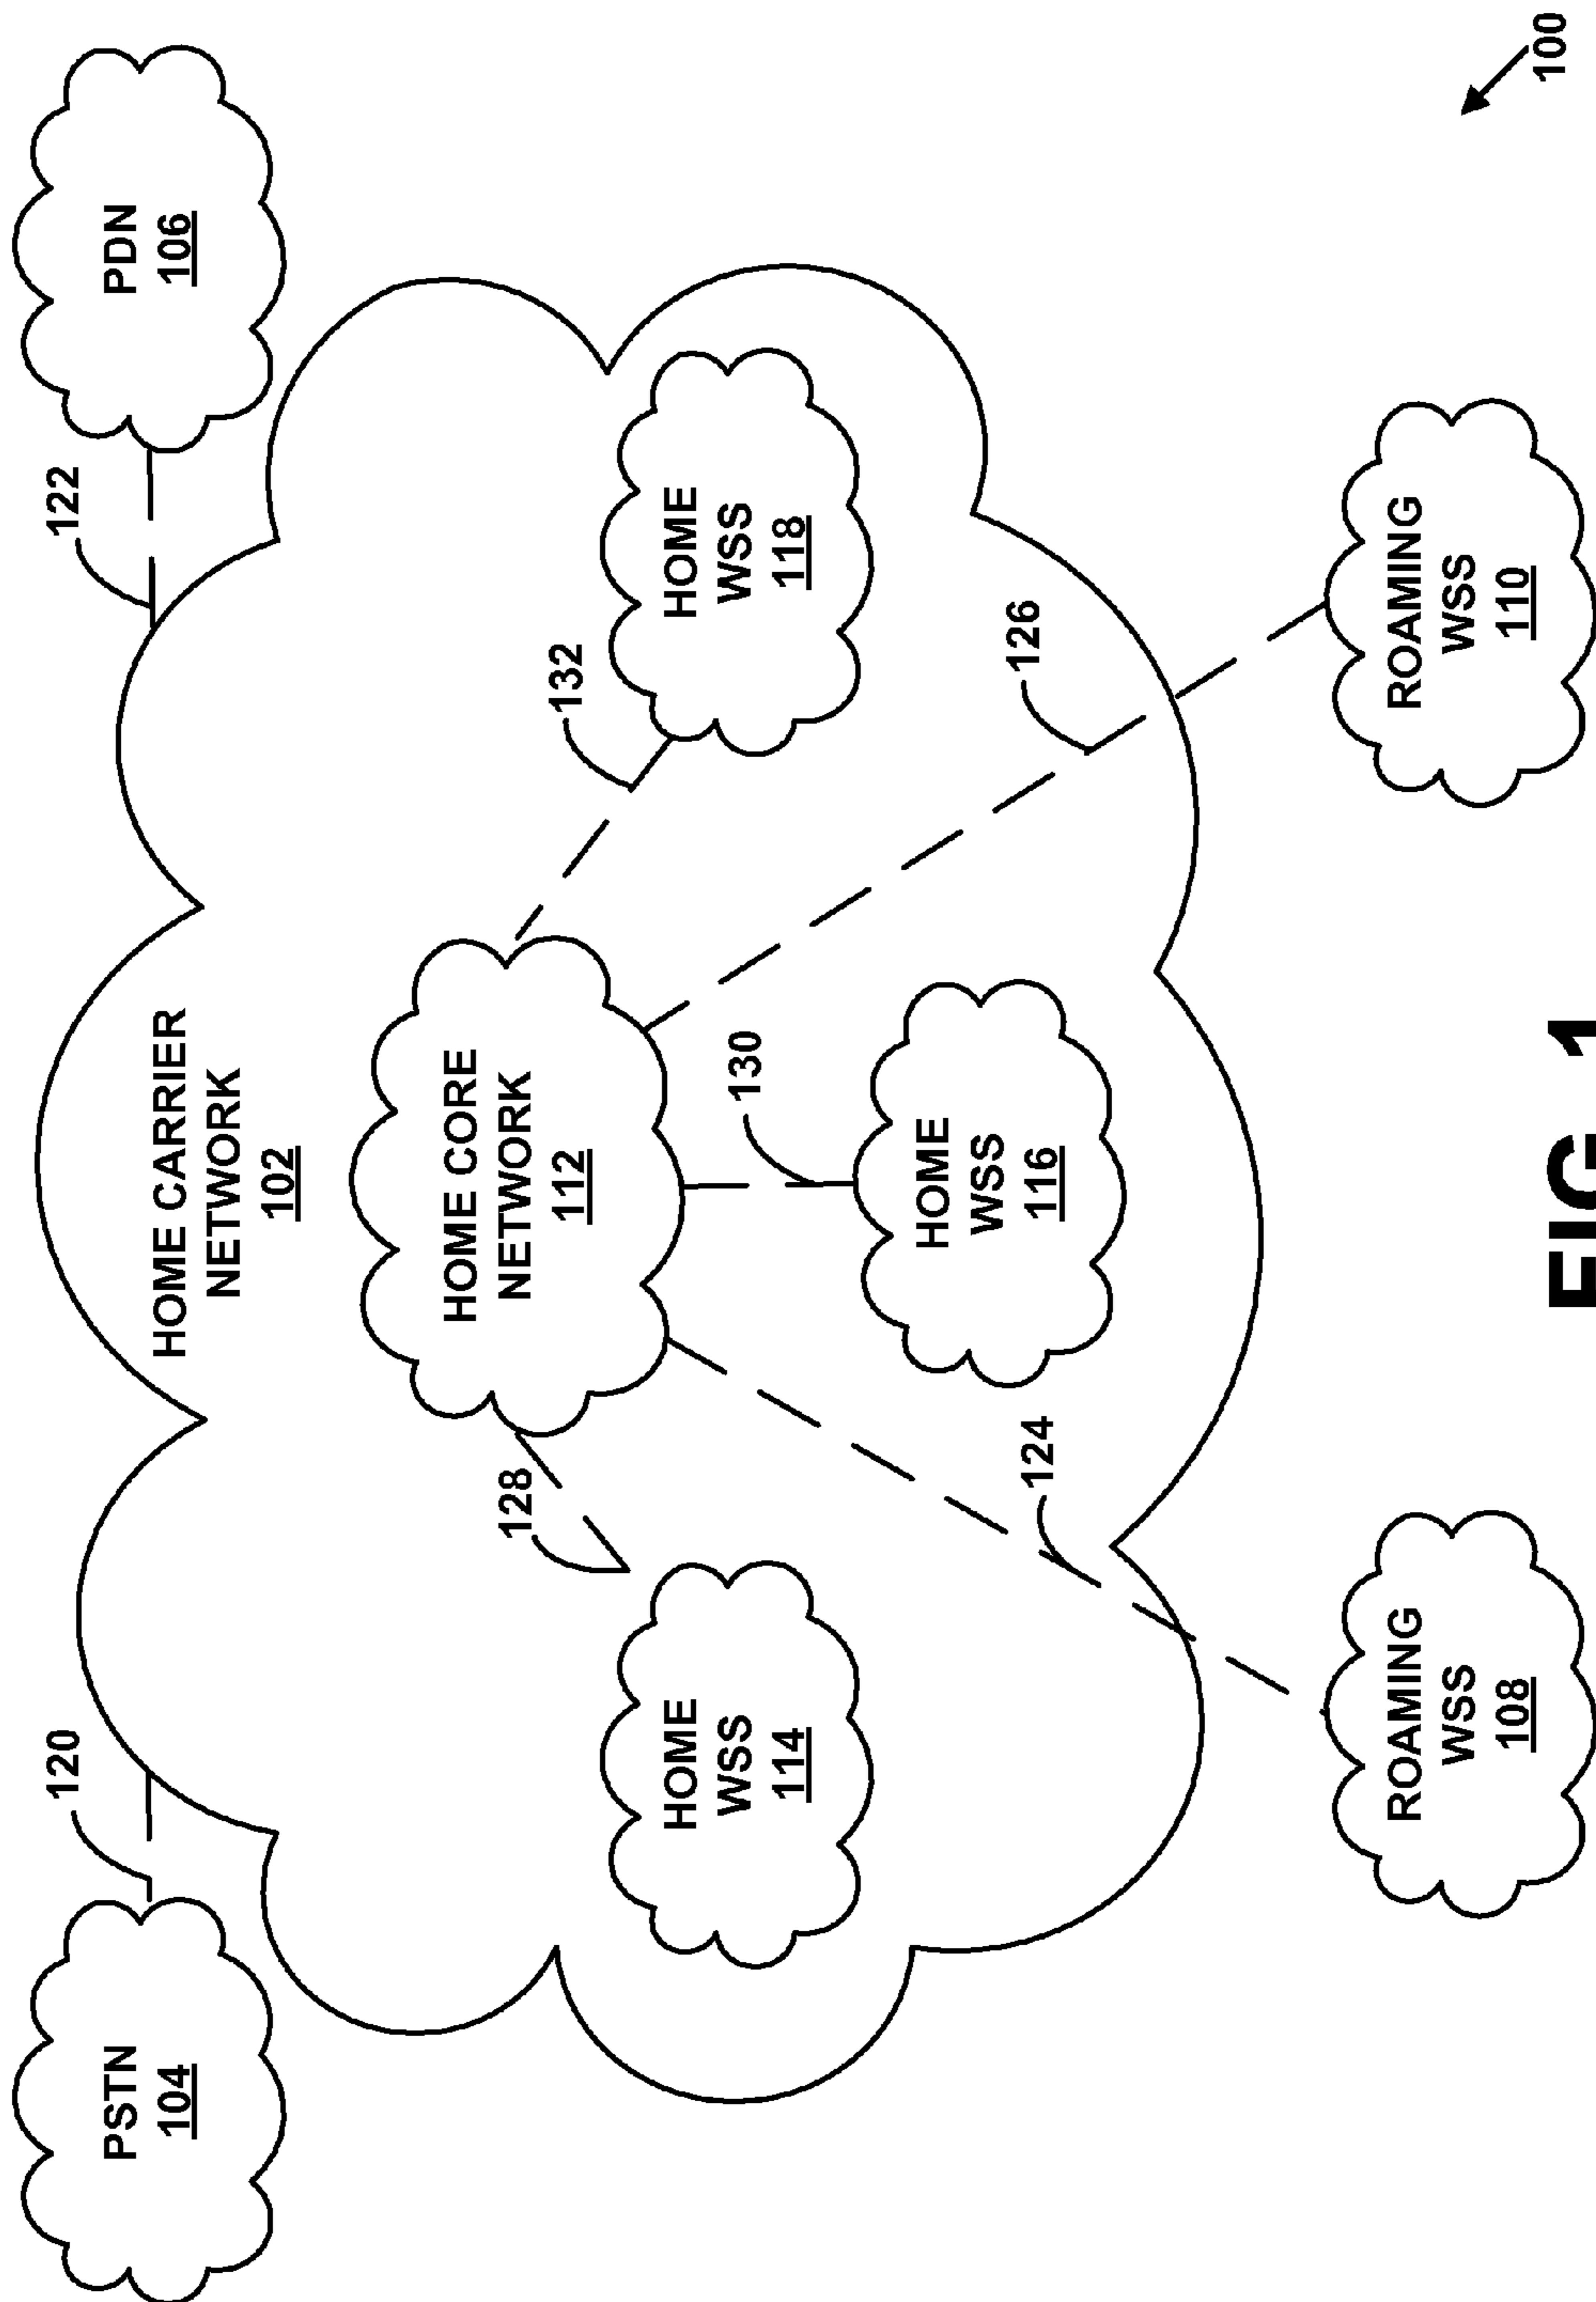 PSTN
104
120
122
PDN
106
HOME CARRIER
NETWORK
102
HOME CORE
NETWORK
112
128
132
HOME
WSS
114
HOME
WSS
118
130
HOME
WSS
116
124
126
ROAMING
WSS
108
ROAMING
WSS
110
FIG 1
100